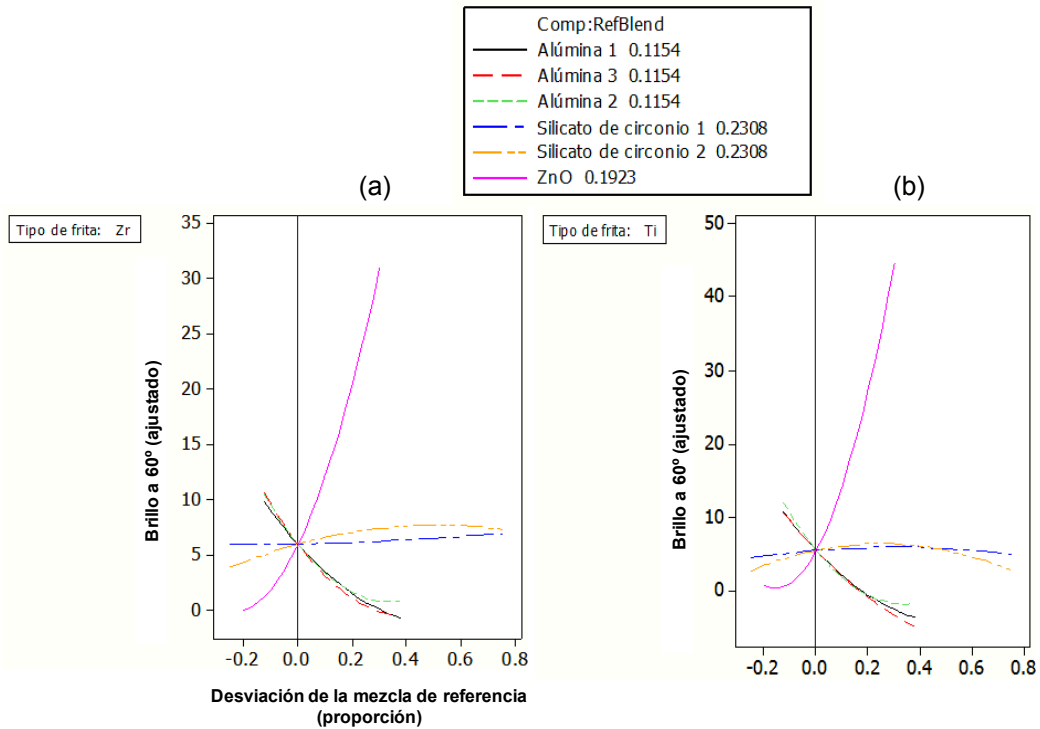 Comp:RefBlend
Alúmina 1 0.1154
Alúmina 3 0.1154
Alúmina 2 0.1154
Silicato de circonio 1 0.2308
Silicato de circonio 2 0.2308
ZnO 0.1923
(a)
(b)
Tipo de frita: Zr
Brillo a 60º (ajustado)
35
30
25
20
15
10
5
0
-0.2 0.0 0.2 0.4 0.6 0.8
Desviación de la mezcla de referencia
(proporción)
Tipo de frita: Ti
Brillo a 60º (ajustado)
50
40
30
20
10
0
-0.2 0.0 0.2 0.4 0.6 0.8